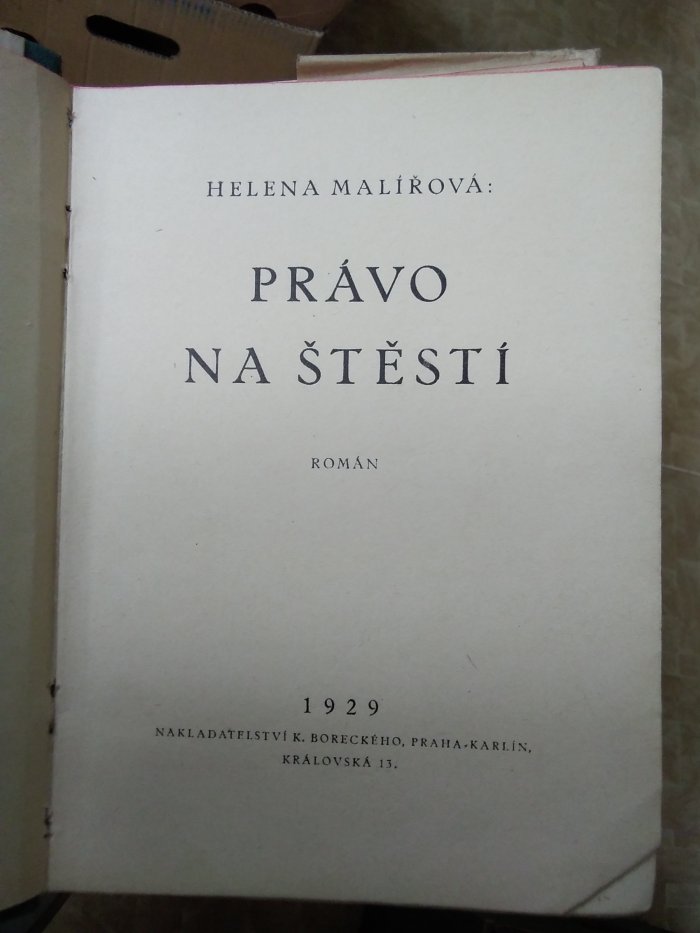 HELENA MALÍŘOVÁ:
PRÁVO
NA ŠTĚSTÍ
ROMÁN
1929
NAKLADATELSTVÍ K. BORECKÉHO, PRAHA-KARLÍN,
KRÁLOVSKÁ 13.